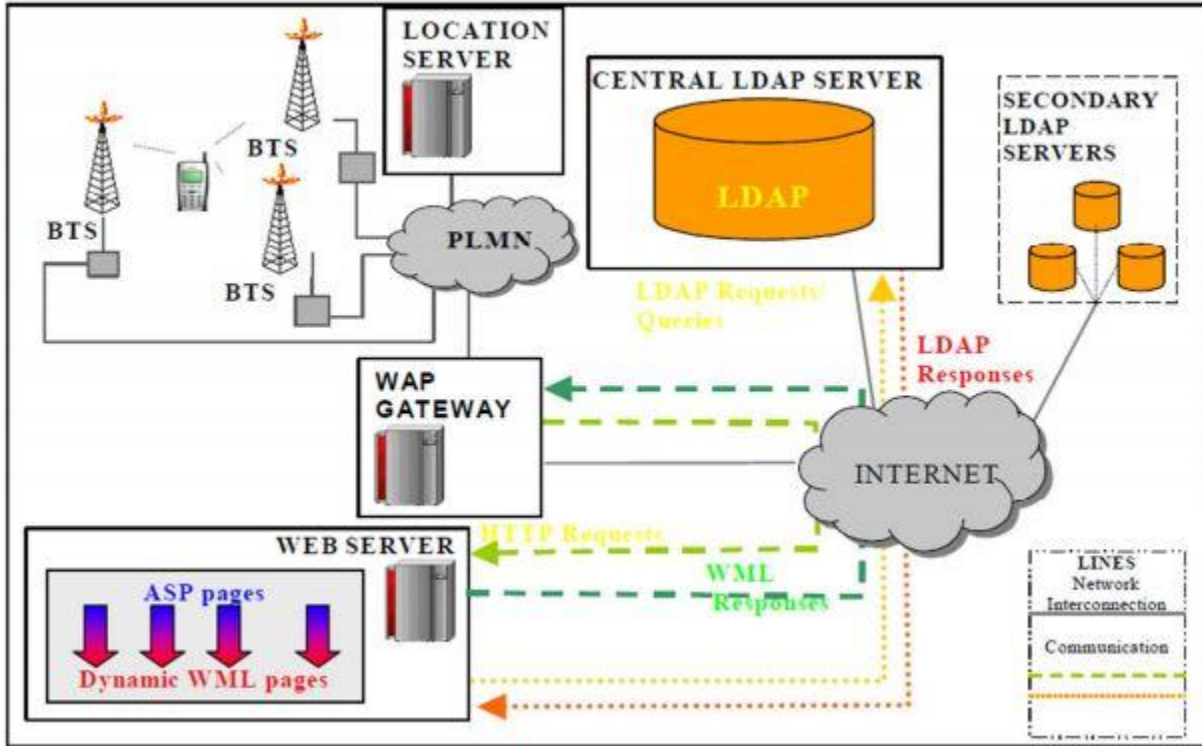 LOCATION
SERVER
CENTRAL LDAP SERVER
LDAP
SECONDARY
LDAP
SERVERS
BTS
BTS
BTS
PLMN
LDAP Requests/
Queries
LDAP
Responses
WAP
GATEWAY
INTERNET
HTTP Requests
WEB SERVER
WML
Responses
ASP pages
Dynamic WML pages
LINES
Network
Interconnection
Communication